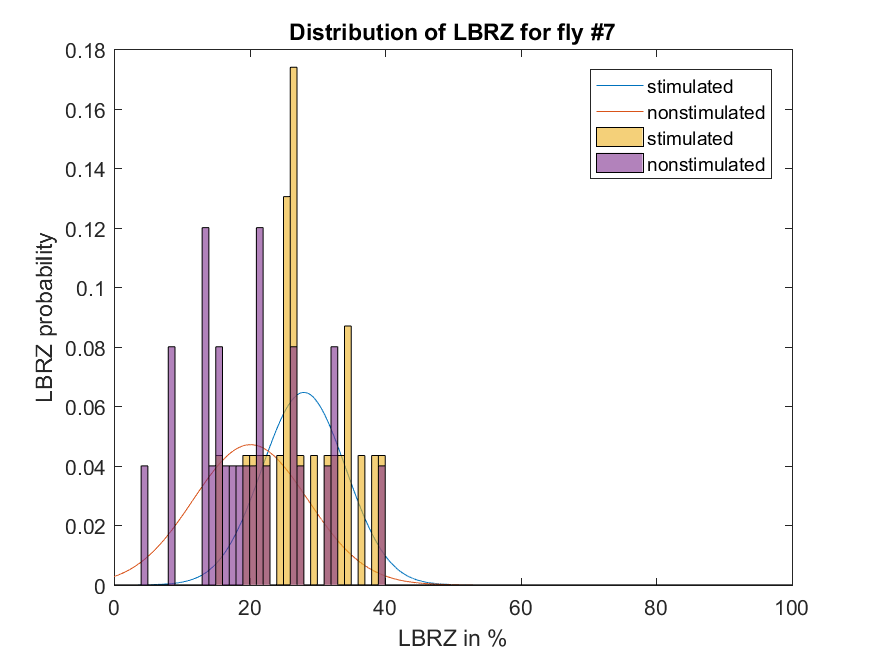 Distribution of LBRZ for fly #7
0.18
0.16
0.14
0.12
0.1
0.08
0.06
0.04
0.02
0
LBRZ probability
stimulated
nonstimulated
stimulated
nonstimulated
0 20 40 60 80 100
LBRZ in %